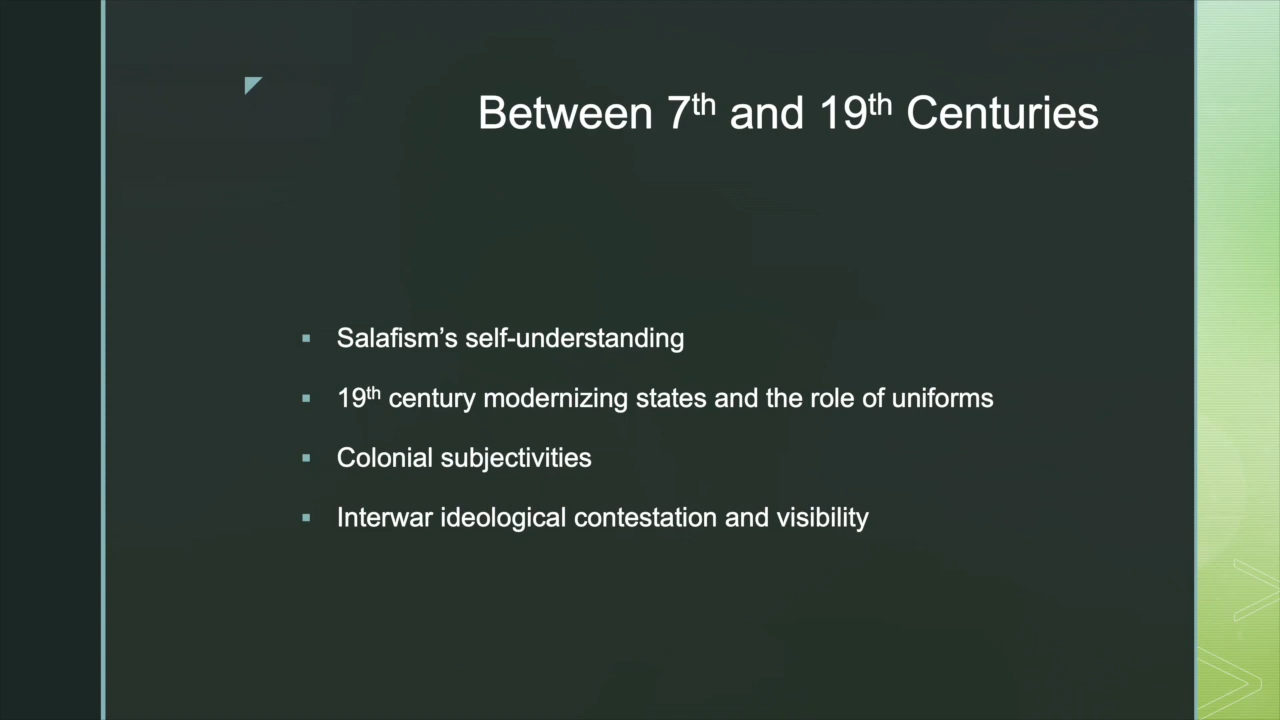 Between 7th and 19th Centuries
Salafism’s self-understanding
19th century modernizing states and the role of uniforms
Colonial subjectivities
Interwar ideological contestation and visibility